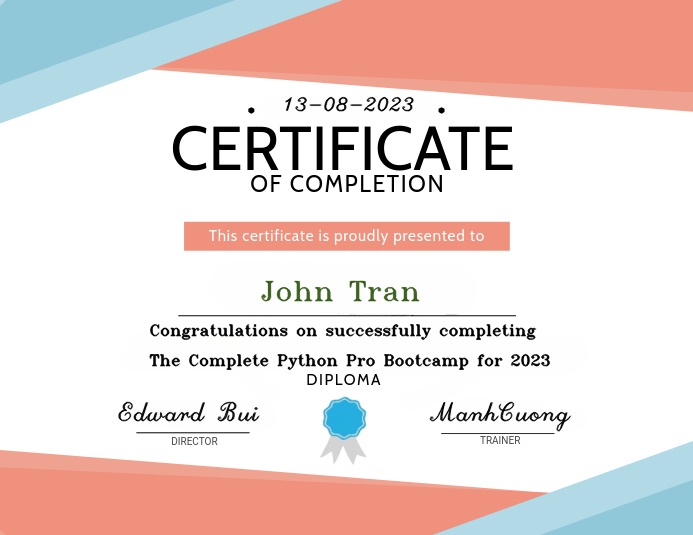 13-08-2023
CERTIFICATE
OF COMPLETION
This certificate is proudly presented to
John Tran
Congratulations on successfully completing
The Complete Python Pro Bootcamp for 2023
DIPLOMA
Edward Bui
DIRECTOR
ManhCuong
TRAINER